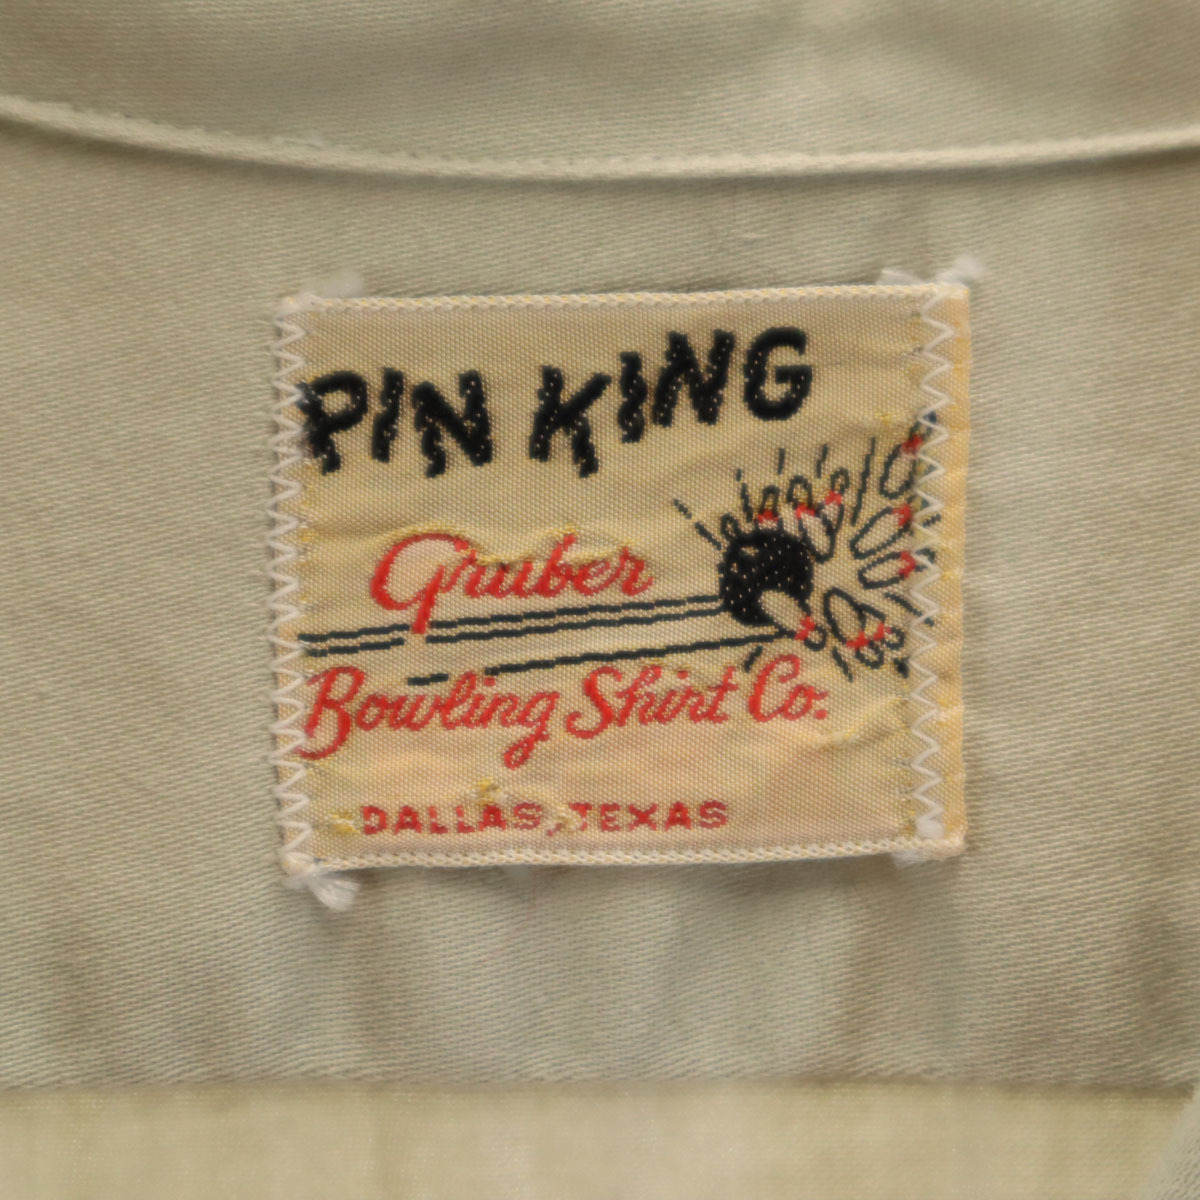 PIN KING
Gruber
Bowling Shirt Co.
DALLAS, TEXAS